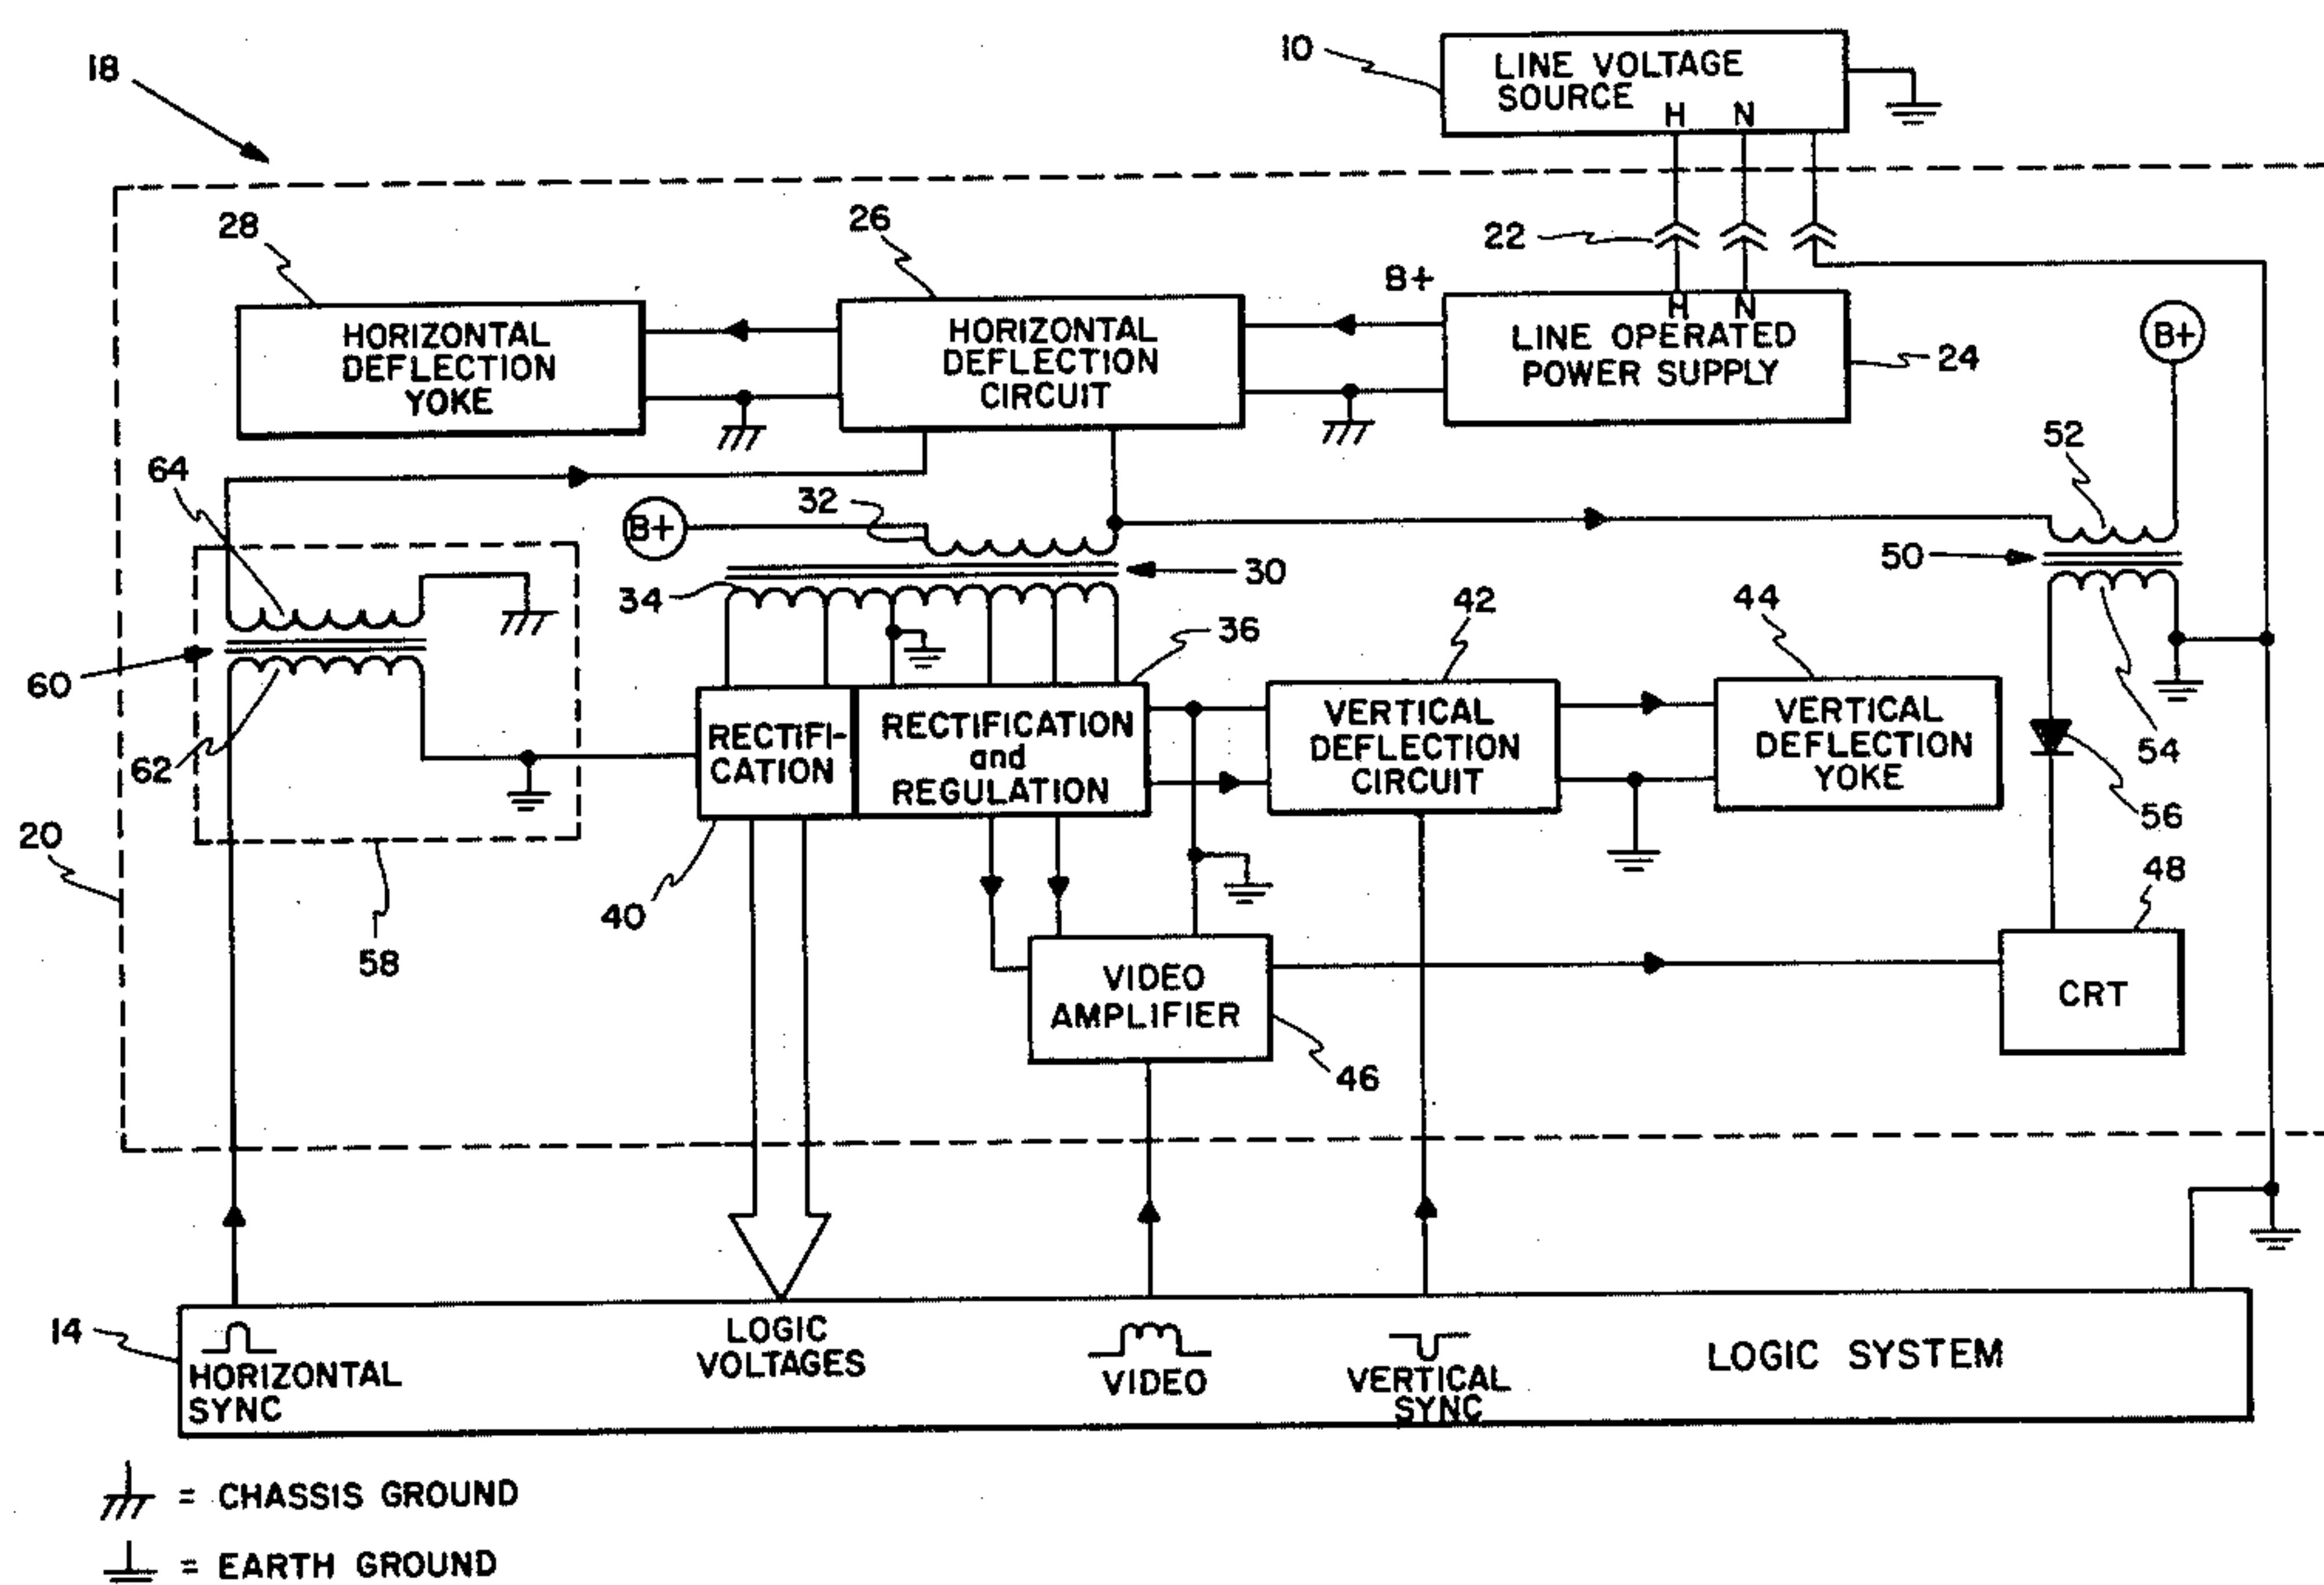 18
10
LINE VOLTAGE
SOURCE
H N
28
26
22
B+
HORIZONTAL
DEFLECTION
YOKE
HORIZONTAL
DEFLECTION
CIRCUIT
H N
LINE OPERATED
POWER SUPPLY
24
B+
64
32
B+
52
50
30
34
36
42
44
60
62
RECTIFI-
CATION
RECTIFICATION
and
REGULATION
VERTICAL
DEFLECTION
CIRCUIT
VERTICAL
DEFLECTION
YOKE
54
56
20
40
58
48
VIDEO
AMPLIFIER
46
CRT
14
HORIZONTAL
SYNC
LOGIC
VOLTAGES
VIDEO
VERTICAL
SYNC
LOGIC SYSTEM
= CHASSIS GROUND
= EARTH GROUND